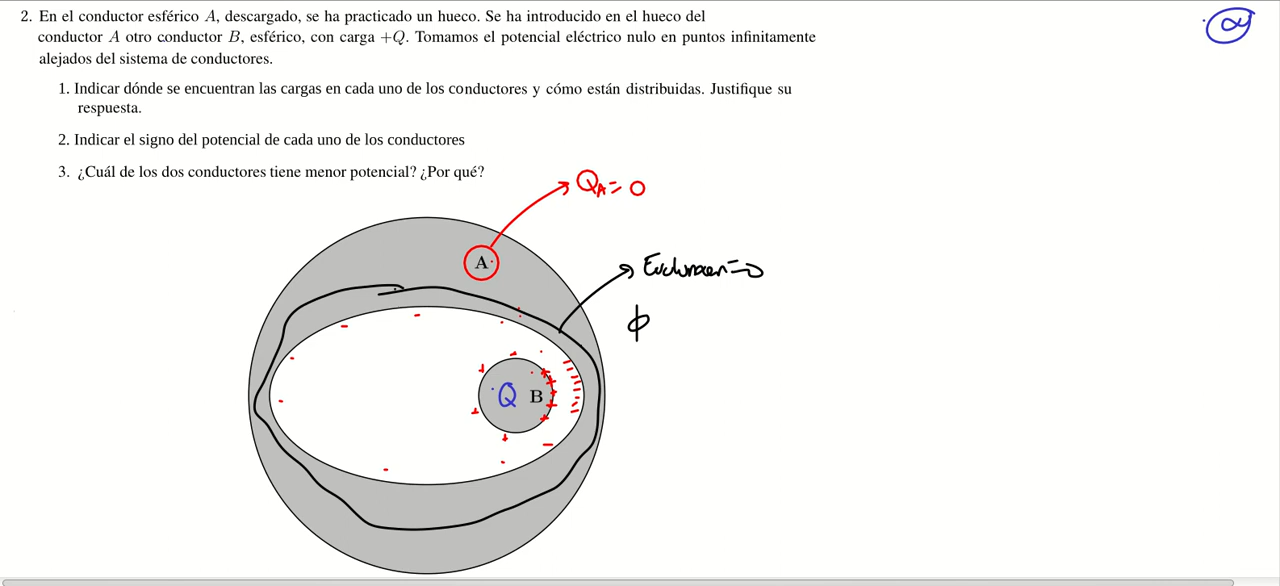 2. En el conductor esférico A, descargado, se ha practicado un hueco. Se ha introducido en el hueco del
conductor A otro conductor B, esférico, con carga +Q. Tomamos el potencial eléctrico nulo en puntos infinitamente
alejados del sistema de conductores.
1. Indicar dónde se encuentran las cargas en cada uno de los conductores y cómo están distribuidas. Justifique su
respuesta.
2. Indicar el signo del potencial de cada uno de los conductores
3. ¿Cuál de los dos conductores tiene menor potencial? ¿Por qué?
Q_A = 0
A
ϕ
Q B